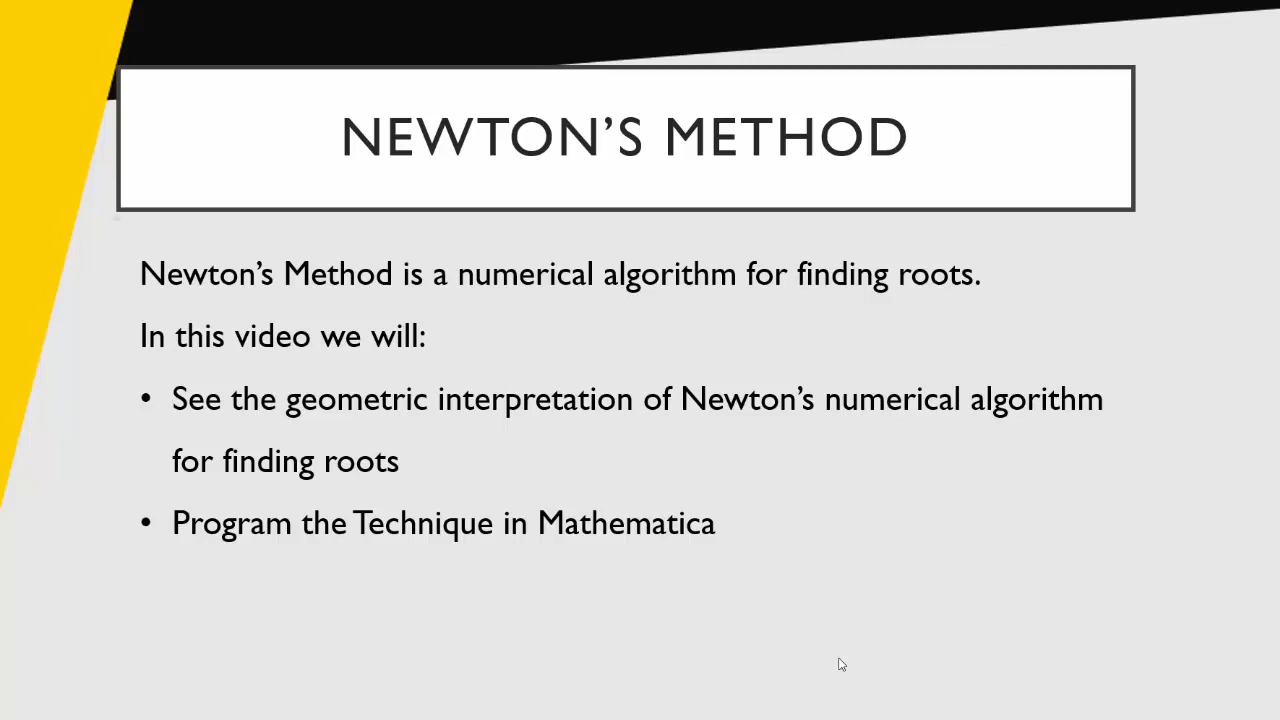 NEWTON’S METHOD
Newton’s Method is a numerical algorithm for finding roots.
In this video we will:
• See the geometric interpretation of Newton’s numerical algorithm
for finding roots
• Program the Technique in Mathematica